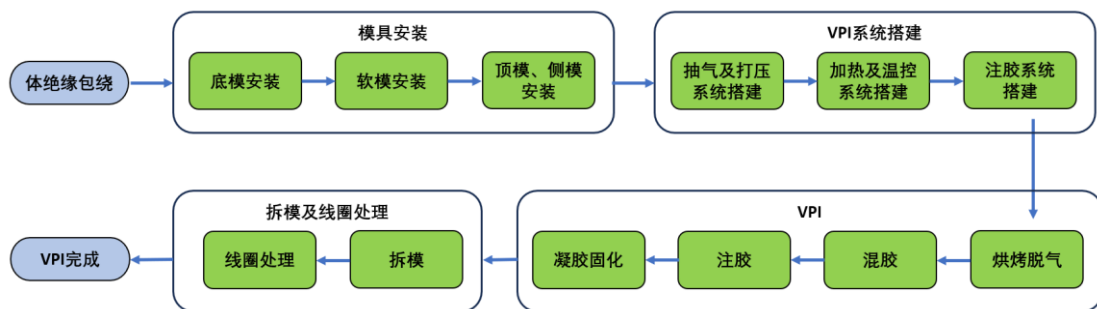 模具安装
VPI系统搭建
体绝缘包绕
底模安装
软模安装
顶模、侧模
安装
抽气及打压
系统搭建
加热及温控
系统搭建
注胶系统
搭建
拆模及线圈处理
VPI
VPI完成
线圈处理
拆模
凝胶固化
注胶
混胶
烘烤脱气